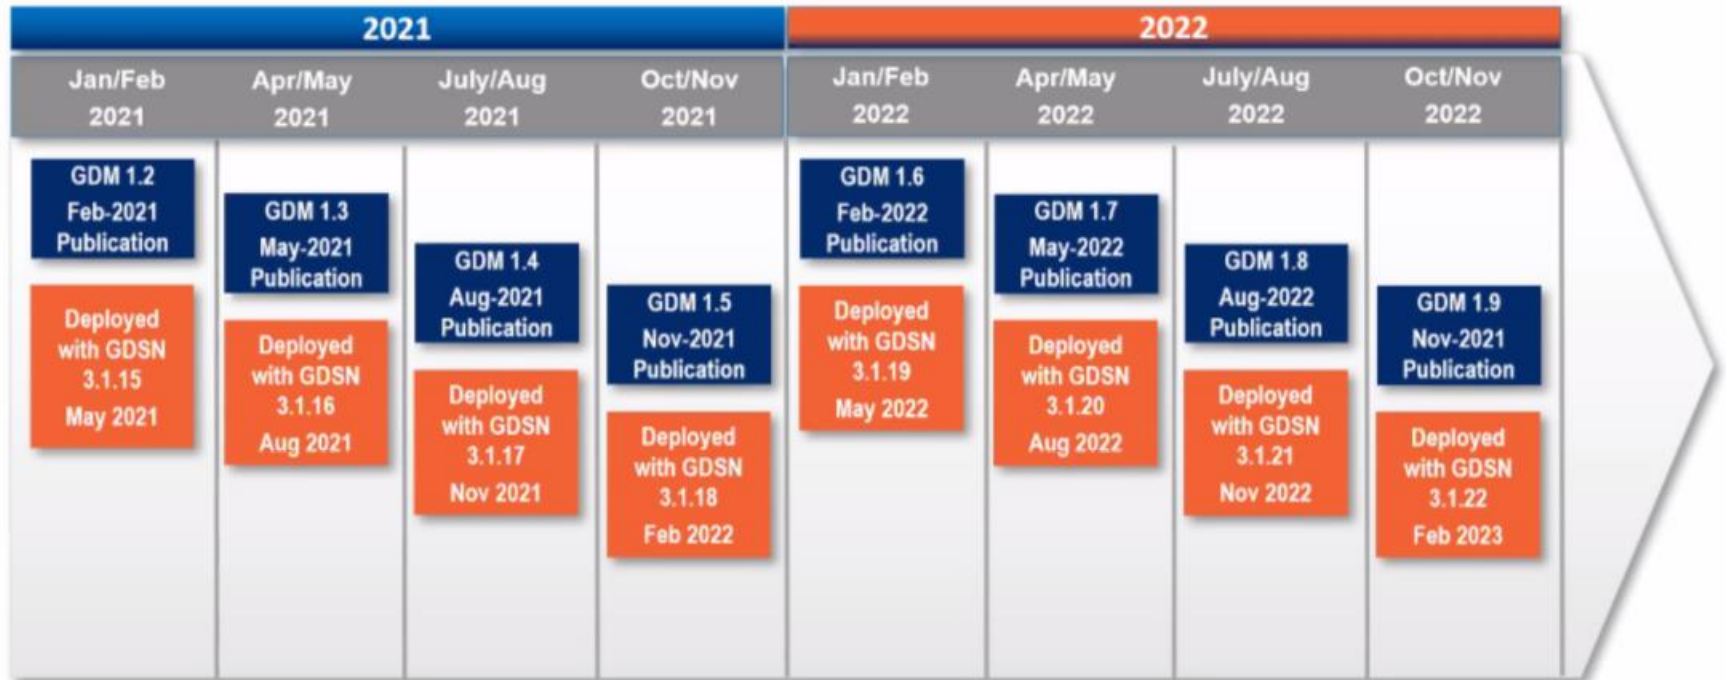 2021
2022
Jan/Feb
2021
Apr/May
2021
July/Aug
2021
Oct/Nov
2021
Jan/Feb
2022
Apr/May
2022
July/Aug
2022
Oct/Nov
2022
GDM 1.2
Feb-2021
Publication
Deployed
with GDSN
3.1.15
May 2021
GDM 1.3
May-2021
Publication
Deployed
with GDSN
3.1.16
Aug 2021
GDM 1.4
Aug-2021
Publication
Deployed
with GDSN
3.1.17
Nov 2021
GDM 1.5
Nov-2021
Publication
Deployed
with GDSN
3.1.18
Feb 2022
GDM 1.6
Feb-2022
Publication
Deployed
with GDSN
3.1.19
May 2022
GDM 1.7
May-2022
Publication
Deployed
with GDSN
3.1.20
Aug 2022
GDM 1.8
Aug-2022
Publication
Deployed
with GDSN
3.1.21
Nov 2022
GDM 1.9
Nov-2021
Publication
Deployed
with GDSN
3.1.22
Feb 2023